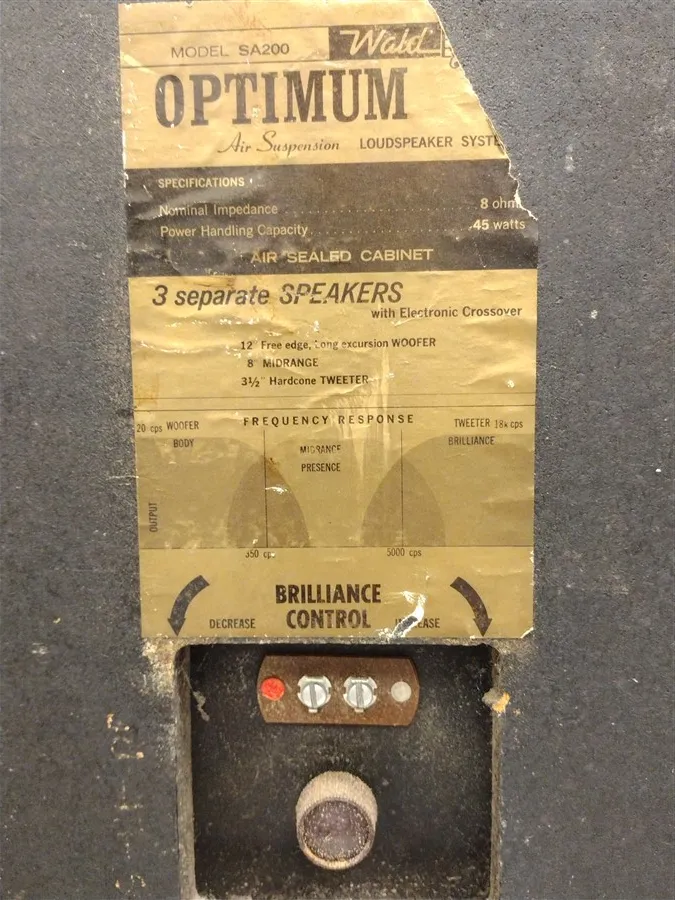 MODEL SA200 Wald
OPTIMUM
Air Suspension LOUDSPEAKER SYSTE
SPECIFICATIONS
Nominal Impedance 8 ohm
Power Handling Capacity 45 watts
AIR SEALED CABINET
3 separate SPEAKERS
with Electronic Crossover
12" Free edge, Long excursion WOOFER
8" MIDRANGE
3½" Hardcone TWEETER
FREQUENCY RESPONSE
20 cps WOOFER TWEETER 18k cps
BODY MIDRANGE BRILLIANCE
PRESENCE
OUTPUT
350 cps 5000 cps
BRILLIANCE
DECREASE CONTROL INCREASE